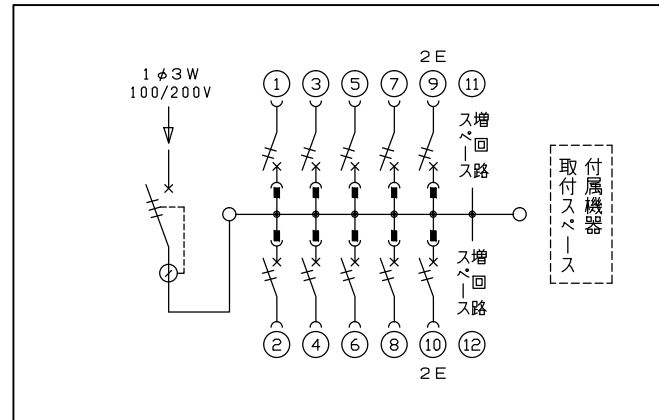 2E
1φ3W
100/200V
① ③ ⑤ ⑦ ⑨ ⑪
増回路
スペース
付属機器
取付スペース
増回路
スペース
② ④ ⑥ ⑧ ⑩ ⑫
2E